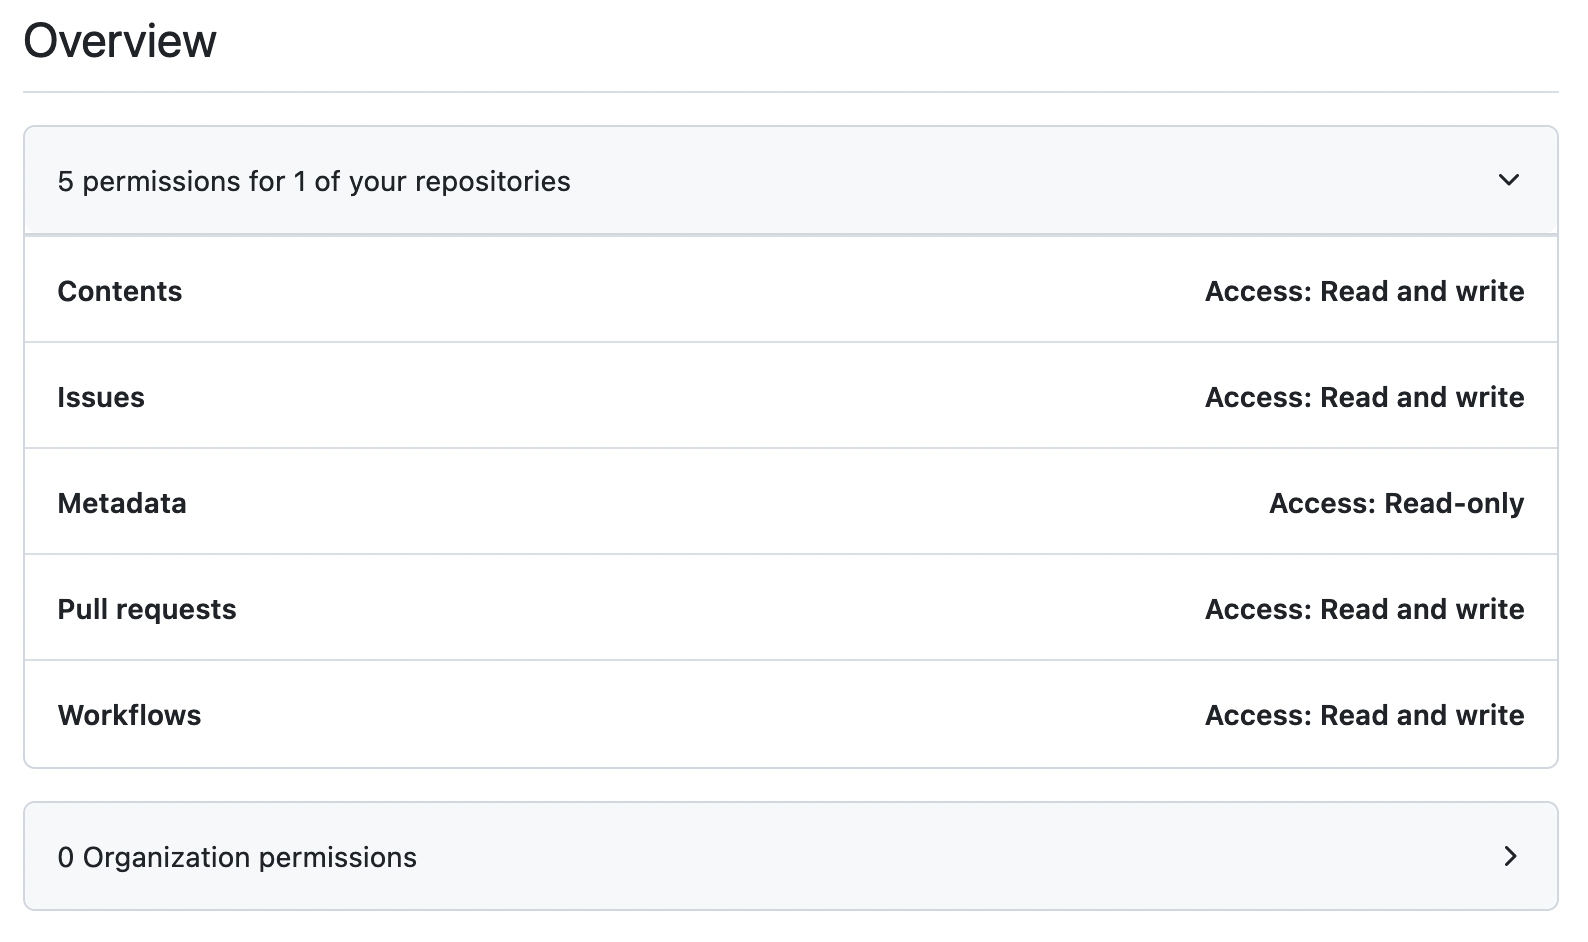 Overview
5 permissions for 1 of your repositories
Contents Access: Read and write
Issues Access: Read and write
Metadata Access: Read-only
Pull requests Access: Read and write
Workflows Access: Read and write
0 Organization permissions